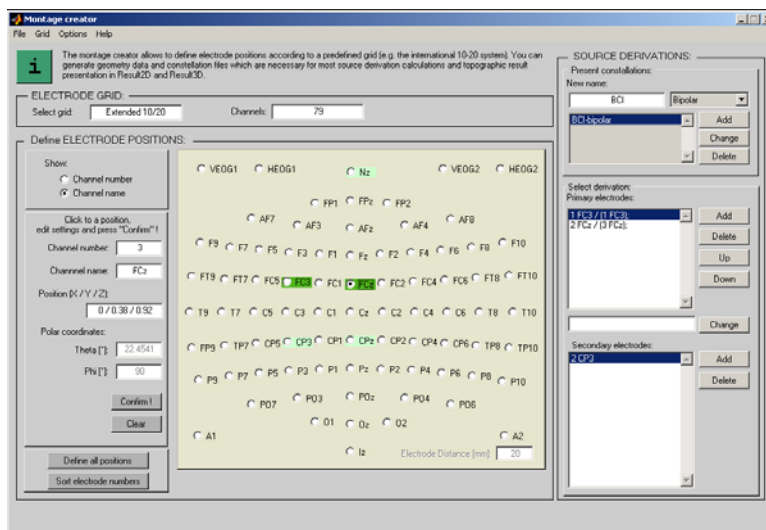 Montage creator
File Grid Options Help
The montage creator allows to define electrode positions according to a predefined grid (e.g. the international 10-20 system). You can
generate geometry data and constellation files which are necessary for most source derivation calculations and topographic result
presentation in Result2D and Result3D.
i
ELECTRODE GRID:
Select grid: Extended 10/20 Channels: 79
Define ELECTRODE POSITIONS:
Show:
Channel number
Channel name
Click to a position,
edit settings and press "Confirm" !
Channel number: 3
Channnel name: FCz
Position (X / Y / Z):
0 / 0.38 / 0.92
Polar coordinates:
Theta [°]: 22.4541
Phi [°]: 90
Confirm !
Clear
Define all positions
Sort electrode numbers
VEOG1 HEOG1 Nz VEOG2 HEOG2
FP1 FPz FP2
AF7 AF3 AFz AF4 AF8
F9 F7 F5 F3 F1 Fz F2 F4 F6 F8 F10
FT9 FT7 FC5 FC3 FC1 FCz FC2 FC4 FC6 FT8 FT10
T9 T7 C5 C3 C1 Cz C2 C4 C6 T8 T10
FP9 TP7 CP5 CP3 CP1 CPz CP2 CP4 CP6 TP8 TP10
P9 P7 P5 P3 P1 Pz P2 P4 P6 P8 P10
PO7 PO3 POz PO4 PO6
O1 Oz O2
A1 A2
Iz Electrode Distance [mm]: 20
SOURCE DERIVATIONS:
Present constallations:
New name:
BCI Bipolar
BCI-bipolar
Add
Change
Delete
Select derivation:
Primary electrodes:
1 FC3 / (1 FC3);
2 FCz / (3 FCz);
Add
Delete
Up
Down
Change
Secondary electrodes:
2 CP3
Add
Delete